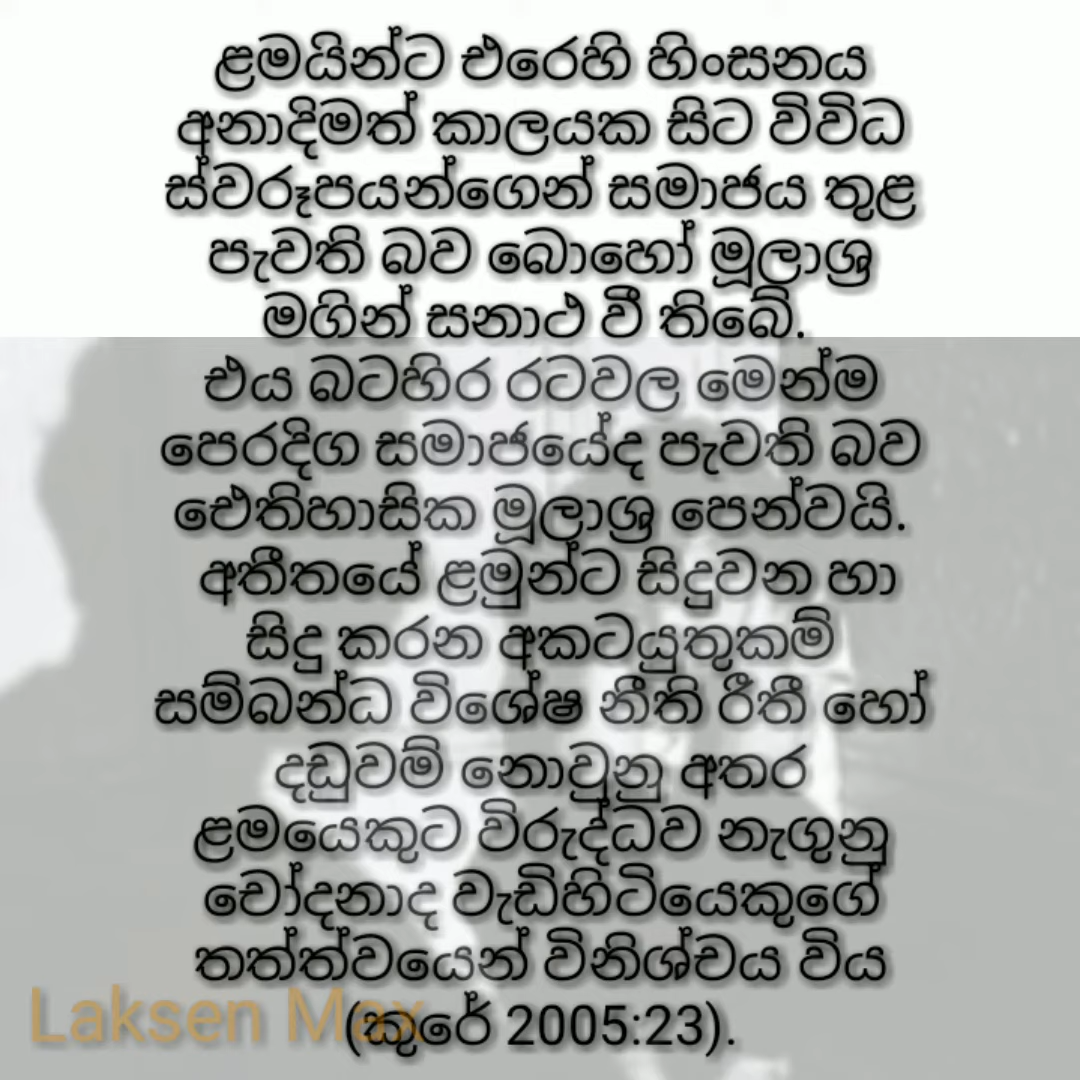 ළමයින්ට එරෙහි හිංසනය
අනාදිමත් කාලයක සිට විවිධ
ස්වරූපයන්ගෙන් සමාජය තුළ
පැවති බව බොහෝ මූලාශ්‍ර
මගින් සනාථ වී තිබේ.
එය බටහිර රටවල මෙන්ම
පෙරදිග සමාජයේද පැවති බව
ඓතිහාසික මූලාශ්‍ර පෙන්වයි.
අතීතයේ ළමුන්ට සිදුවන හා
සිදු කරන අකටයුතුකම්
සම්බන්ධ විශේෂ නීති රීතී හෝ
දඬුවම් නොවුනු අතර
ළමයෙකුට විරුද්ධව නැගුනු
චෝදනාද වැඩිහිටියෙකුගේ
තත්ත්වයෙන් විනිශ්චය විය
(කුරේ 2005:23).
Laksen Max